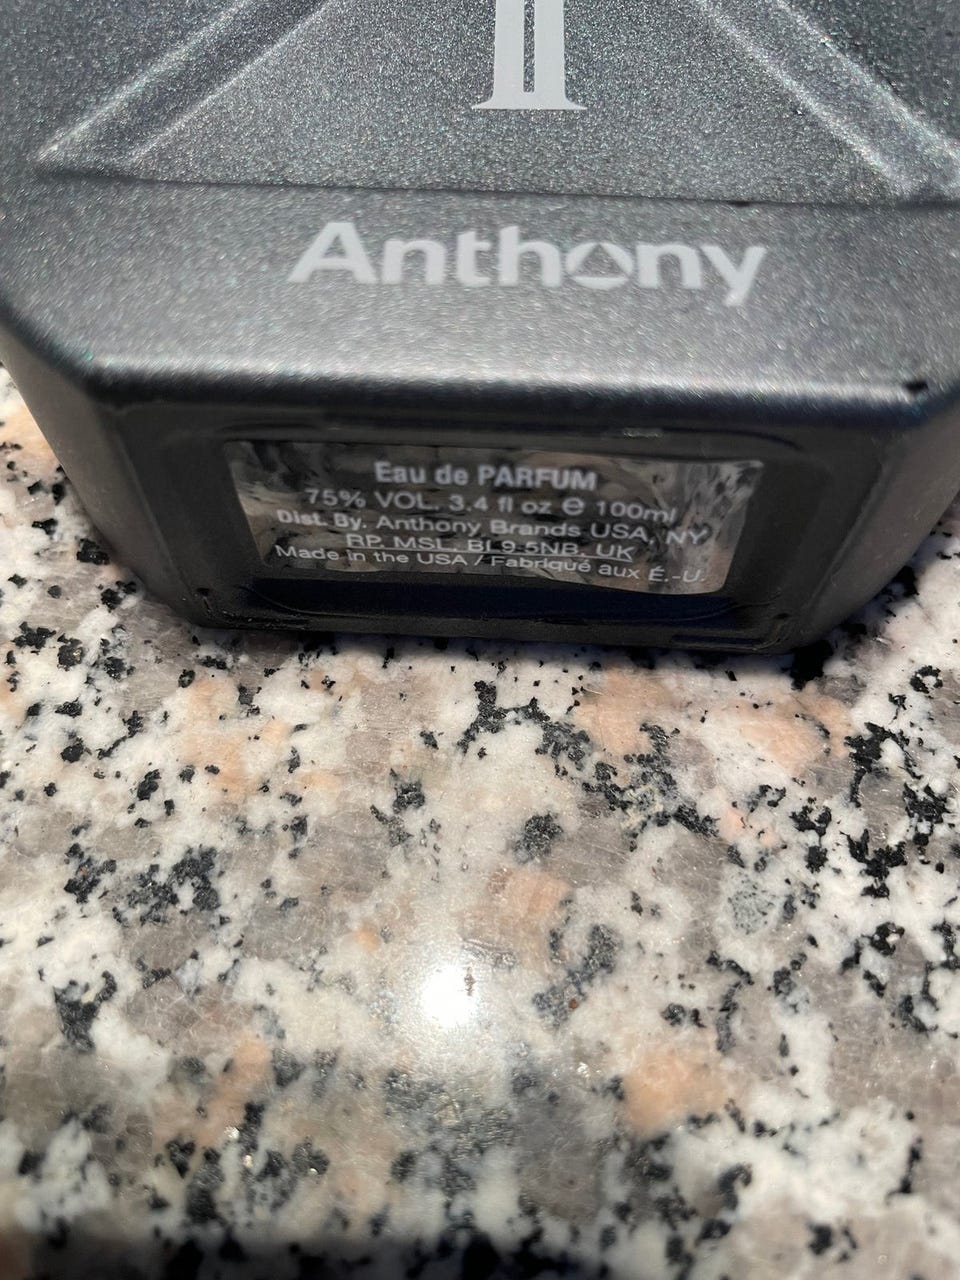 Anthony
Eau de PARFUM
75% VOL. 3.4 fl oz e 100ml
Dist. By. Anthony Brands USA, NY
RP. MSL. BL9 5NB. UK
Made in the USA / Fabriqué aux É.-U.